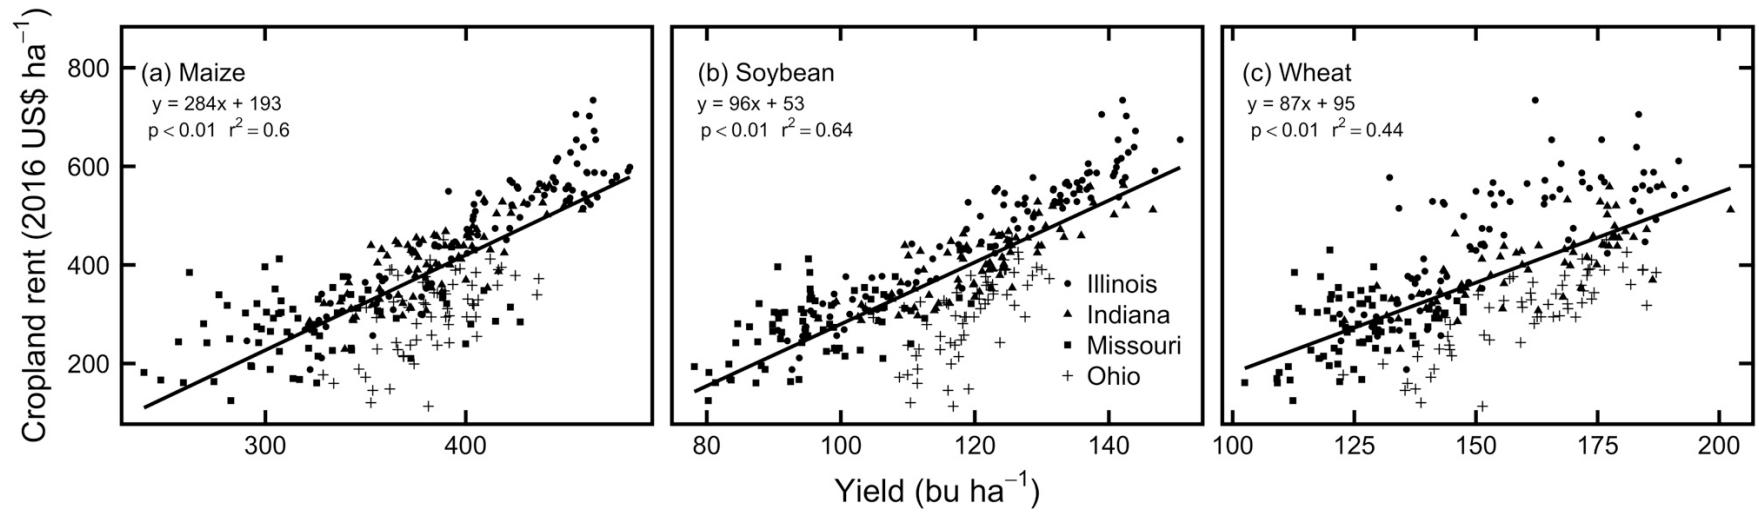 Cropland rent (2016 US$ ha⁻¹)
800
600
400
200
(a) Maize
y = 284x + 193
p < 0.01 r² = 0.6
300
400
(b) Soybean
y = 96x + 53
p < 0.01 r² = 0.64
Illinois
Indiana
Missouri
Ohio
80
100
120
140
(c) Wheat
y = 87x + 95
p < 0.01 r² = 0.44
100
125
150
175
200
Yield (bu ha⁻¹)